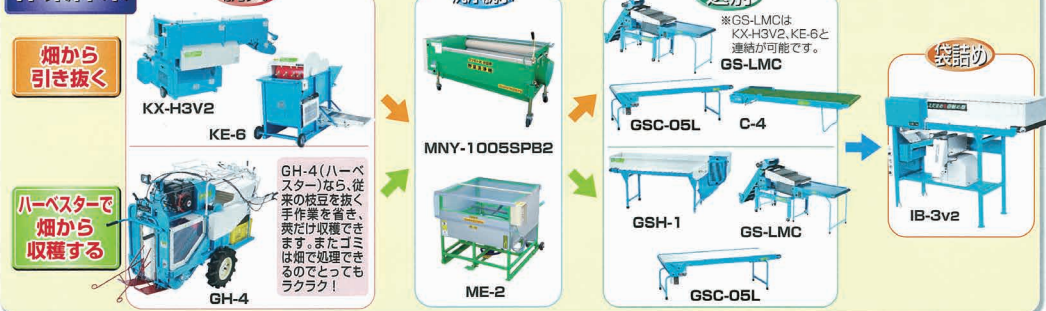 畑から
引き抜く
KX-H3V2
KE-6
ハーベスターで
畑から
収穫する
GH-4(ハーベ
スター)なら、従
来の枝豆を抜く
手作業を省き、
莢だけ収穫でき
ます。またゴミ
は畑で処理でき
るのでとっても
ラクラク!
GH-4
MNY-1005SPB2
ME-2
※GS-LMCは
KX-H3V2、KE-6と
連結が可能です。
GS-LMC
GSC-05L
C-4
GSH-1
GS-LMC
GSC-05L
袋詰め
IB-3v2